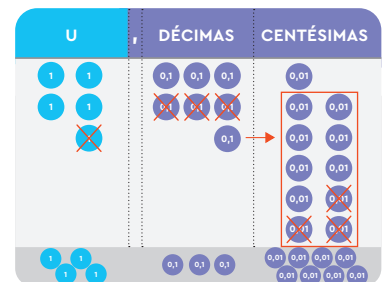 U , DÉCIMAS CENTÉSIMAS
1 1 0,1 0,1 0,1 0,01
1 1 0,1 0,1 0,1 0,01 0,01
1 0,1 0,01 0,01
0,01 0,01
0,01 0,01
0,01 0,01
1 1 0,1 0,1 0,1 0,01 0,01 0,01 0,01
1 1 0,01 0,01 0,01 0,01